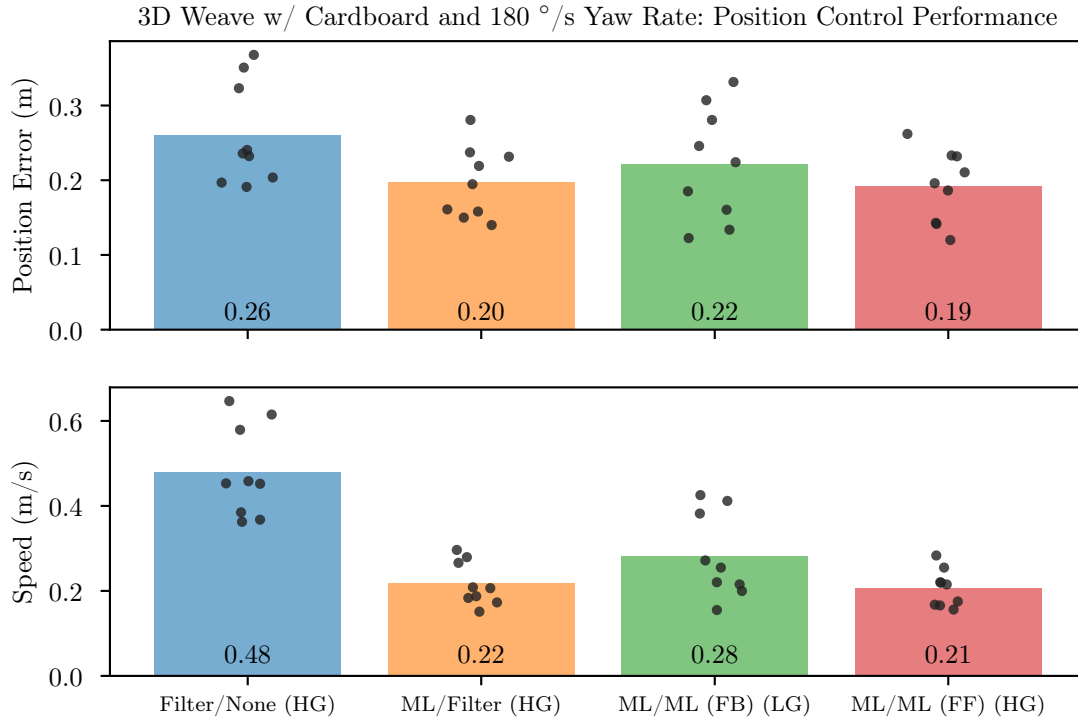 3D Weave w/ Cardboard and 180 °/s Yaw Rate: Position Control Performance
Position Error (m)
0.3
0.2
0.1
0.0
0.26
0.20
0.22
0.19
Speed (m/s)
0.6
0.4
0.2
0.0
0.48
0.22
0.28
0.21
Filter/None (HG)
ML/Filter (HG)
ML/ML (FB) (LG)
ML/ML (FF) (HG)